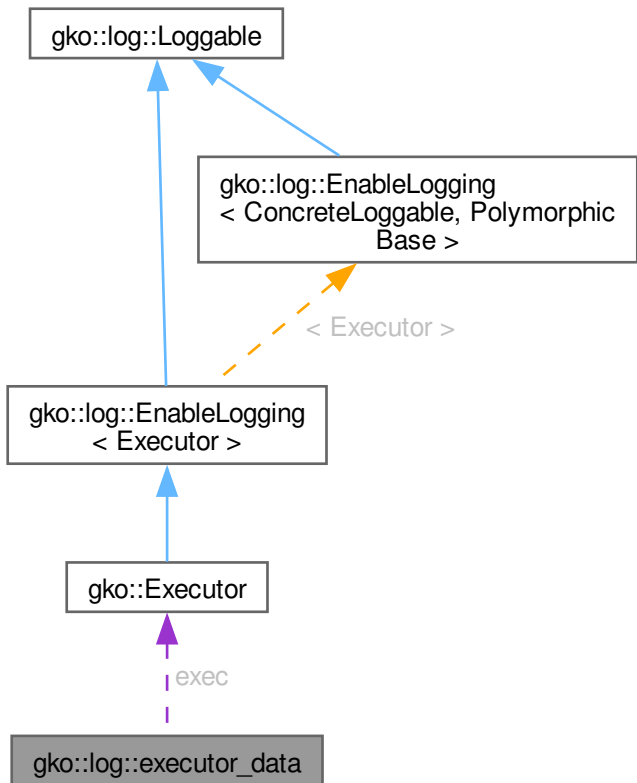 gko::log::Loggable
gko::log::EnableLogging
< ConcreteLoggable, Polymorphic
Base >
< Executor >
gko::log::EnableLogging
< Executor >
gko::Executor
exec
gko::log::executor_data